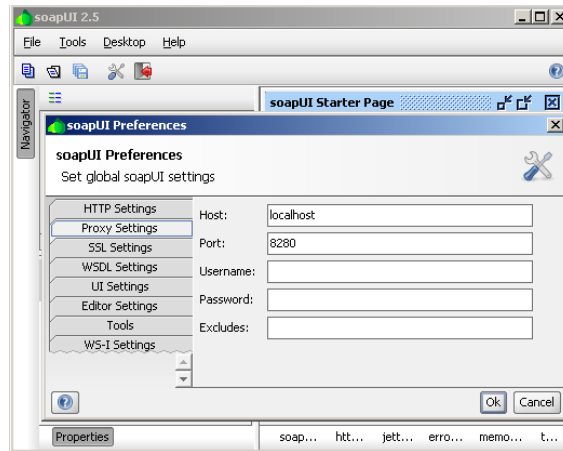 soapUI 2.5
File Tools Desktop Help
Navigator
soapUI Starter Page
soapUI Preferences
soapUI Preferences
Set global soapUI settings
HTTP Settings
Proxy Settings
SSL Settings
WSDL Settings
UI Settings
Editor Settings
Tools
WS-I Settings
Host: localhost
Port: 8280
Username:
Password:
Excludes:
Ok Cancel
Properties
soap... htt... jett... erro... memo... t...